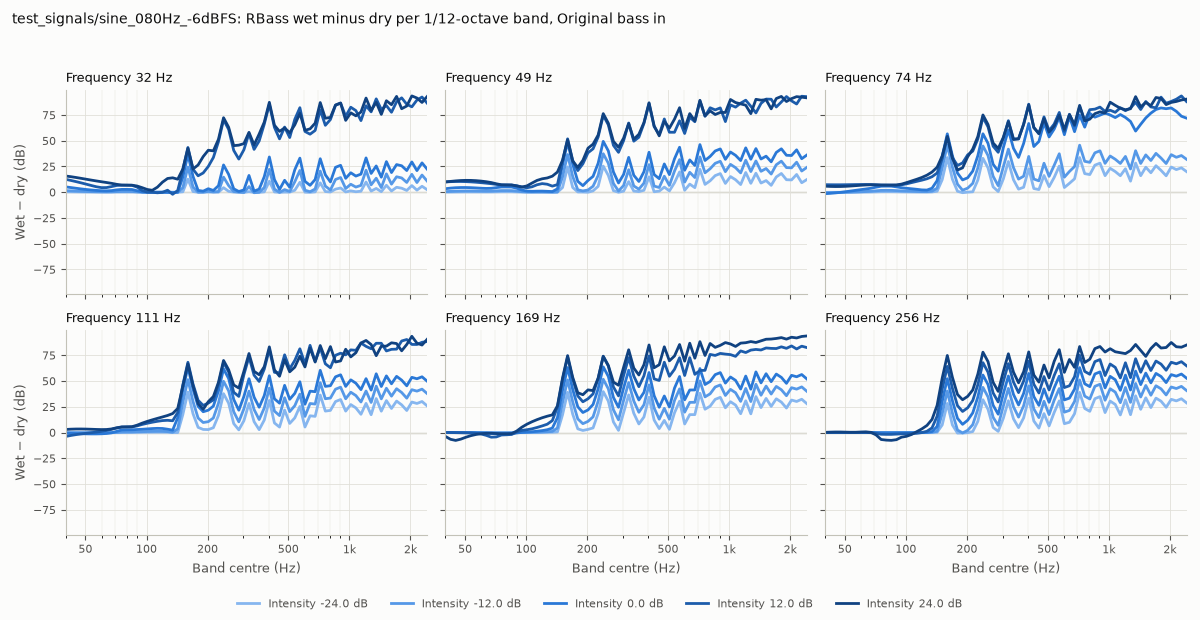 test_signals/sine_080Hz_-6dBFS: RBass wet minus dry per 1/12-octave band, Original bass in
Frequency 32 Hz
Frequency 49 Hz
Frequency 74 Hz
Wet − dry (dB)
75
50
25
0
−25
−50
−75
Frequency 111 Hz
Frequency 169 Hz
Frequency 256 Hz
Wet − dry (dB)
75
50
25
0
−25
−50
−75
50 100 200 500 1k 2k
50 100 200 500 1k 2k
50 100 200 500 1k 2k
Band centre (Hz)
Band centre (Hz)
Band centre (Hz)
Intensity -24.0 dB
Intensity -12.0 dB
Intensity 0.0 dB
Intensity 12.0 dB
Intensity 24.0 dB